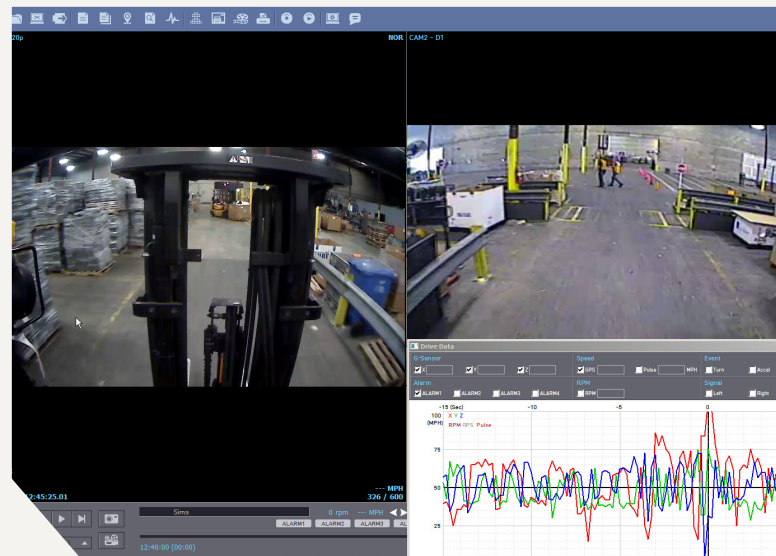 20p
NOR
CAM2 - D1
--- MPH
12:45:25.01
326 / 600
Sims
0 rpm
--- MPH
ALARM1
ALARM2
ALARM3
AL
12:40:00 (00:00)
Drive Data
G-Sensor
Speed
Event
X
Y
Z
GPS
Pulse
MPH
Turn
Accel
Alarm
RPM
Signal
ALARM1
ALARM2
ALARM3
ALARM4
RPM
Left
Right
-15 (Sec)
-10
-5
0
100
X Y Z
(MPH)
RPM GPS Pulse
75
50
25